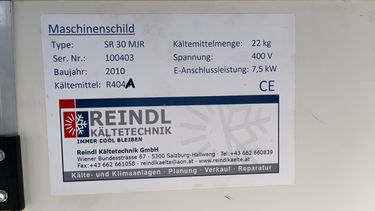 Maschinenschild
Type: SR 30 MJR Kältemittelmenge: 22 kg
Ser. Nr.: 100403 Spannung: 400 V
Baujahr: 2010 E-Anschlussleistung: 7,5 kW
Kältemittel: R404A CE
REINDL
KÄLTETECHNIK
IMMER COOL BLEIBEN
Reindl Kältetechnik GmbH
Wiener Bundesstrasse 67 · 5300 Salzburg-Hallwang · Tel.:+43 662 660839
Fax:+43 662 661058 · reindlkaelte@aon.at · www.reindlkaelte.at
Kälte- und Klimaanlagen · Planung · Verkauf · Reparatur